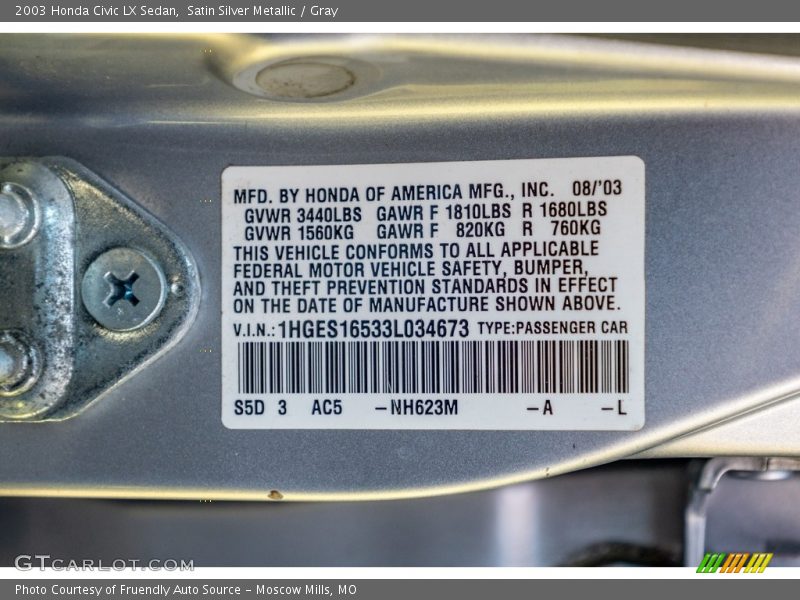 2003 Honda Civic LX Sedan, Satin Silver Metallic / Gray
MFD. BY HONDA OF AMERICA MFG., INC. 08/'03
GVWR 3440LBS GAWR F 1810LBS R 1680LBS
GVWR 1560KG GAWR F 820KG R 760KG
THIS VEHICLE CONFORMS TO ALL APPLICABLE
FEDERAL MOTOR VEHICLE SAFETY, BUMPER,
AND THEFT PREVENTION STANDARDS IN EFFECT
ON THE DATE OF MANUFACTURE SHOWN ABOVE.
V.I.N.:1HGES16533L034673 TYPE:PASSENGER CAR
S5D 3 AC5 -NH623M -A -L
GTCarLot.com
Photo Courtesy of Fruendly Auto Source - Moscow Mills, MO